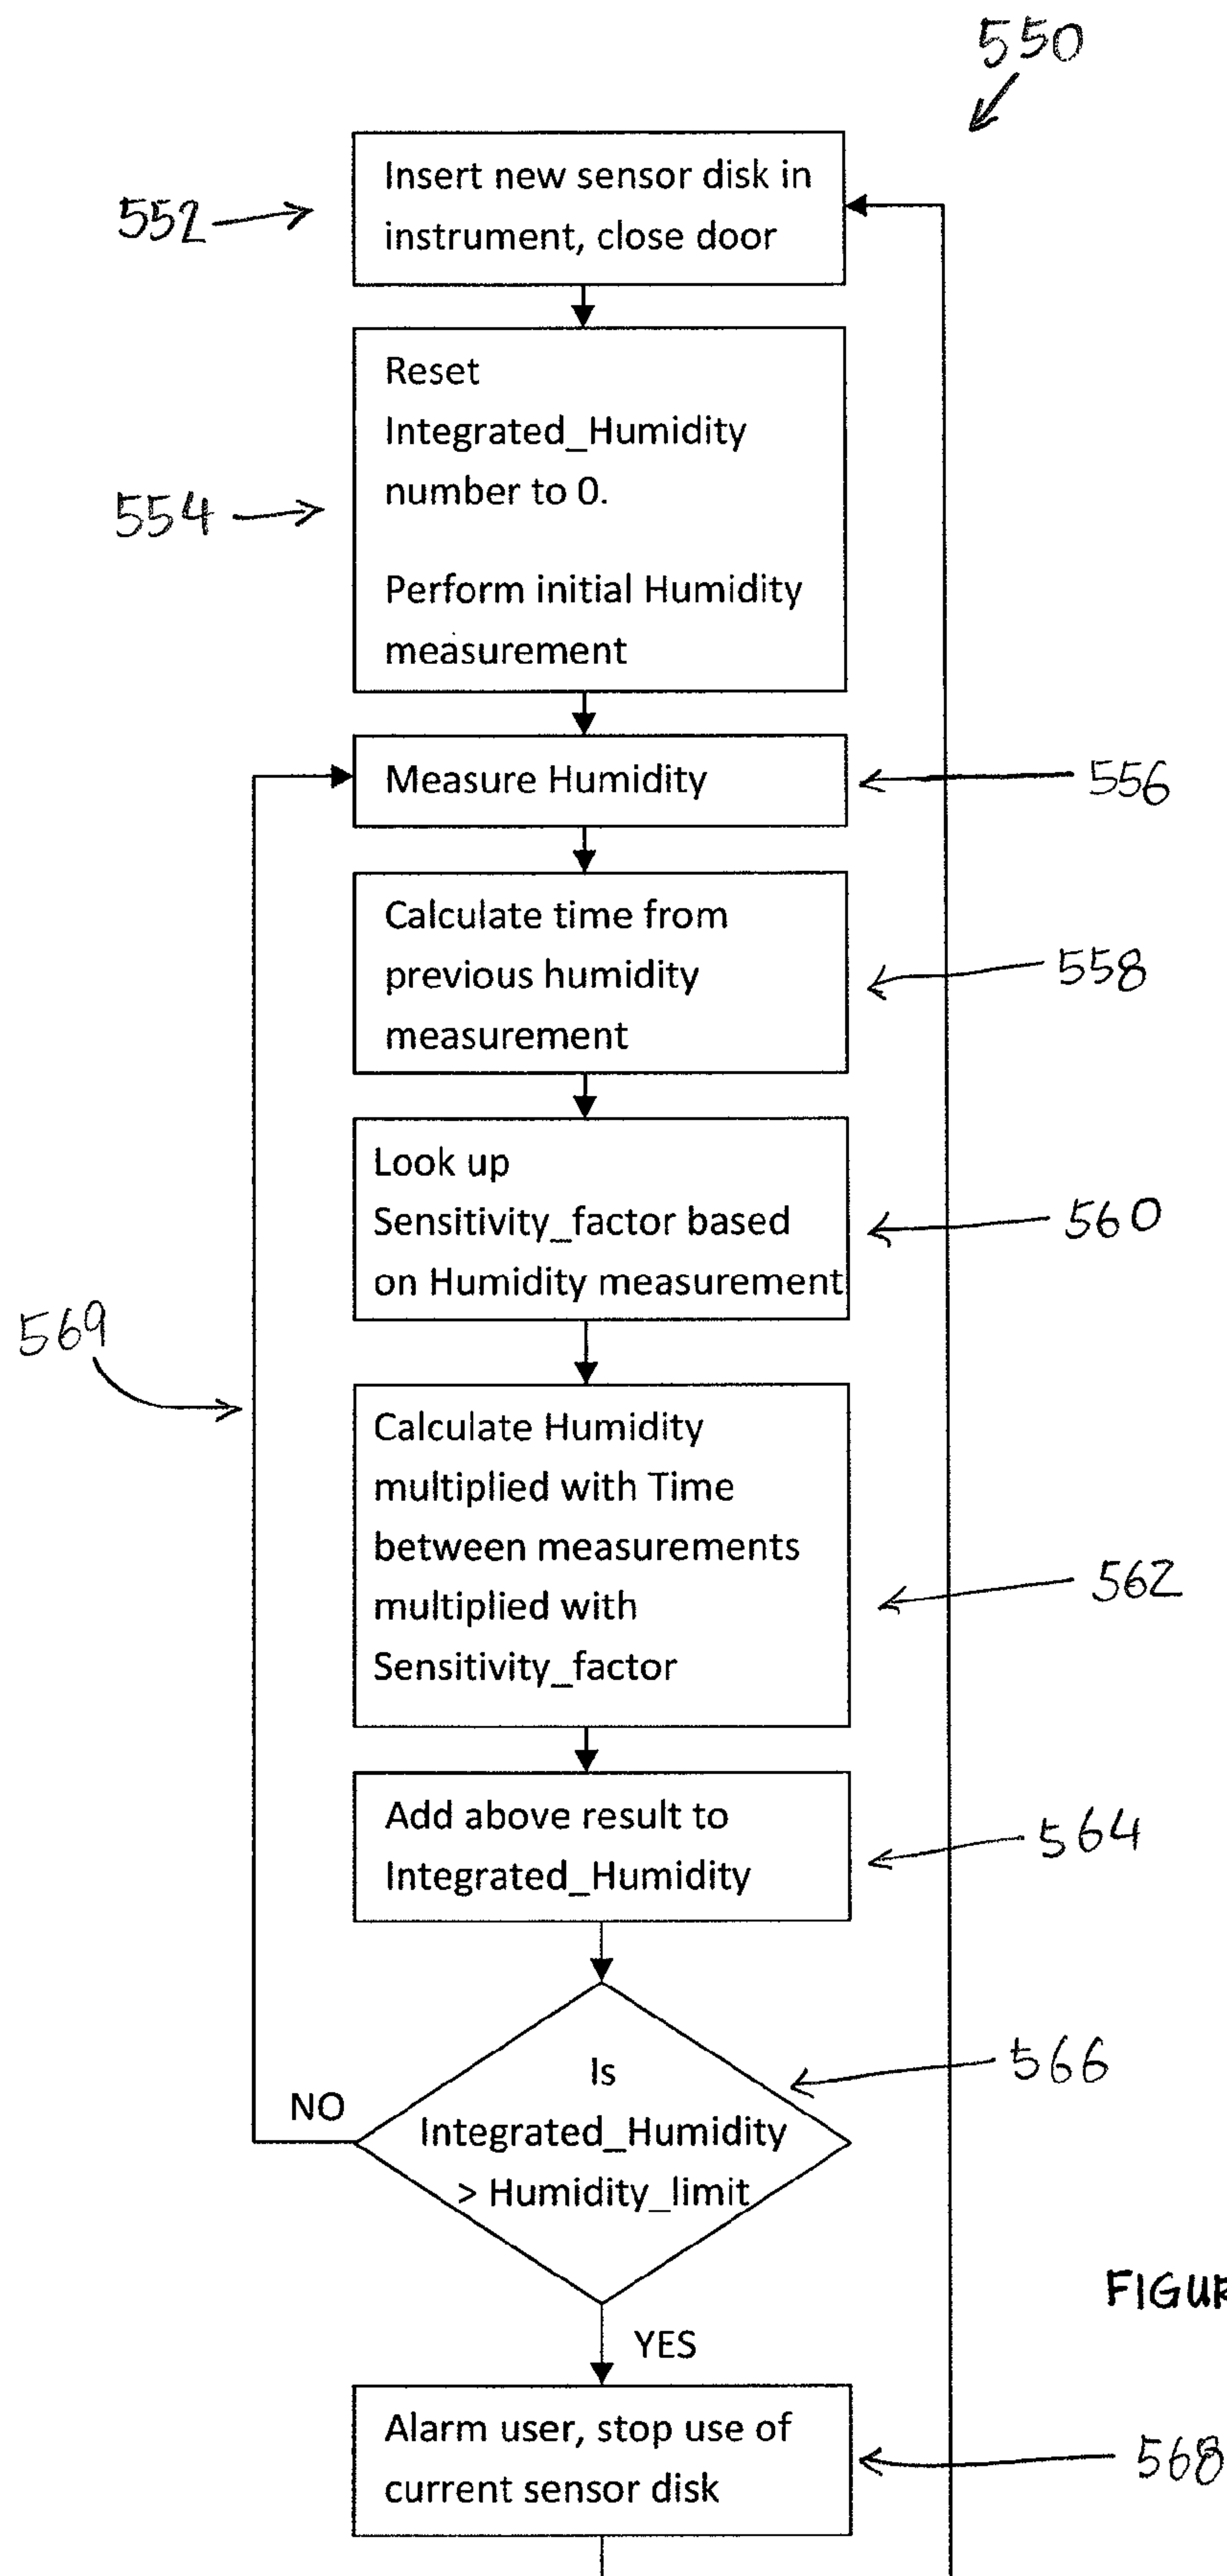 550
Insert new sensor disk in
instrument, close door
552
Reset
Integrated_Humidity
number to 0.
554
Perform initial Humidity
measurement
Measure Humidity
556
Calculate time from
previous humidity
measurement
558
Look up
Sensitivity_factor based
on Humidity measurement
560
569
Calculate Humidity
multiplied with Time
between measurements
multiplied with
Sensitivity_factor
562
Add above result to
Integrated_Humidity
564
Is
Integrated_Humidity
> Humidity_limit
566
NO
YES
Alarm user, stop use of
current sensor disk
568